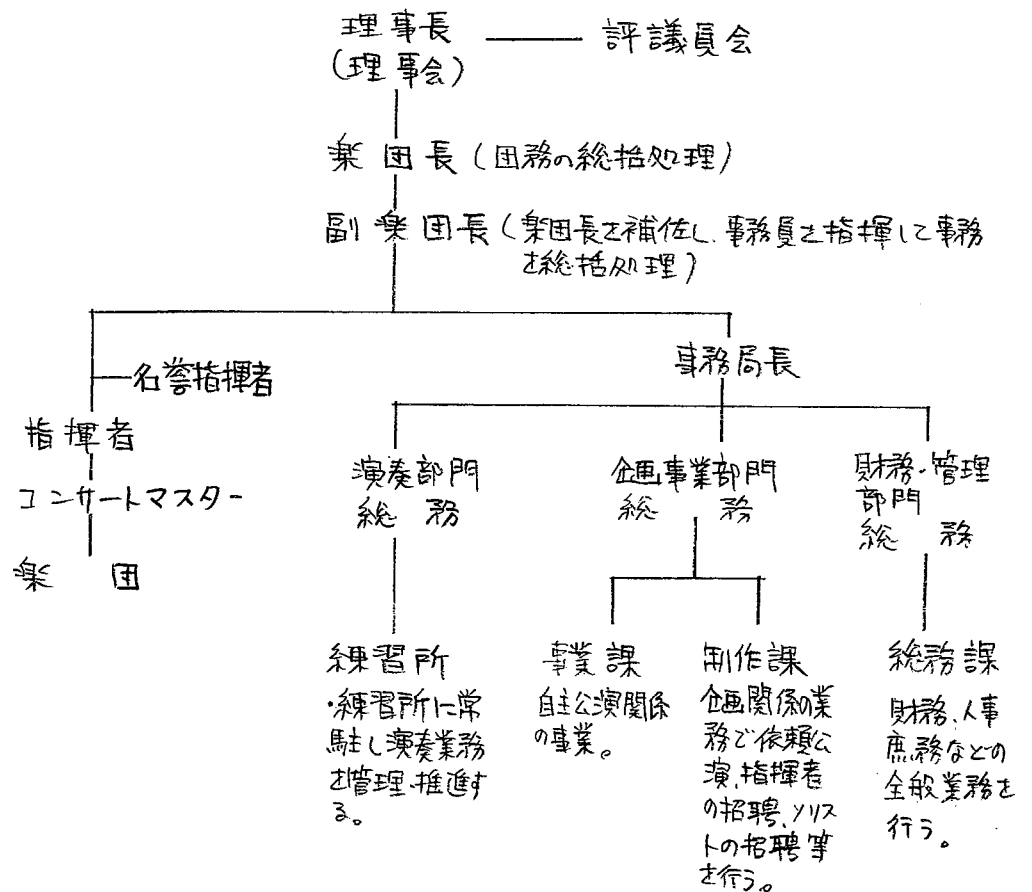 理事長 ―― 評議員会
(理事会)
楽団長(団務の総括処理)
副楽団長(楽団長を補佐し、事務員を指揮して事務
を総括処理)
事務局長
名誉指揮者
指揮者
コンサートマスター
楽団
演奏部門
総務
企画事業部門
総務
財務・管理
部門
総務
練習所
・練習所に常
駐し演奏業務
を管理・推進す
る。
事業課
自主公演関係
の事業。
制作課
企画関係の業
務で依頼公
演、指揮者
の招聘、ソリス
トの招聘等
を行う。
総務課
財務、人事
庶務などの
全般業務を
行う。